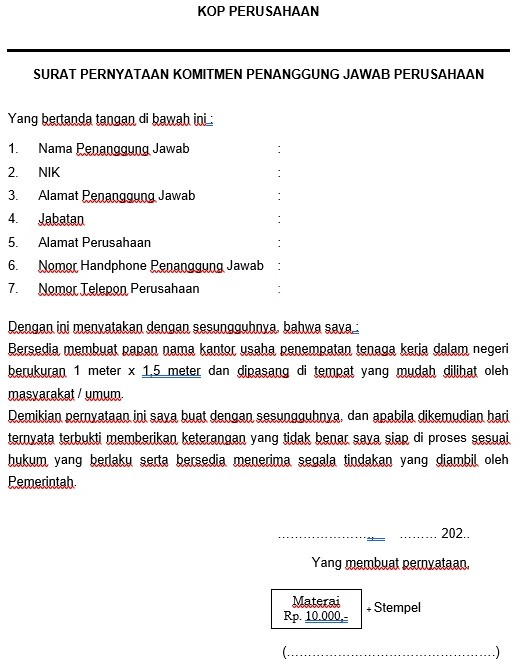 KOP PERUSAHAAN
SURAT PERNYATAAN KOMITMEN PENANGGUNG JAWAB PERUSAHAAN
Yang bertanda tangan di bawah ini :
1. Nama Penanggung Jawab :
2. NIK :
3. Alamat Penanggung Jawab :
4. Jabatan :
5. Alamat Perusahaan :
6. Nomor Handphone Penanggung Jawab :
7. Nomor Telepon Perusahaan :
Dengan ini menyatakan dengan sesungguhnya, bahwa saya :
Bersedia membuat papan nama kantor usaha penempatan tenaga kerja dalam negeri
berukuran 1 meter x 1,5 meter dan dipasang di tempat yang mudah dilihat oleh
masyarakat / umum.
Demikian pernyataan ini saya buat dengan sesungguhnya, dan apabila dikemudian hari
ternyata terbukti memberikan keterangan yang tidak benar saya siap di proses sesuai
hukum yang berlaku serta bersedia menerima segala tindakan yang diambil oleh
Pemerintah.
......................., ......... 202..
Yang membuat pernyataan,
Materai
Rp. 10.000,-
+ Stempel
(.................................................)